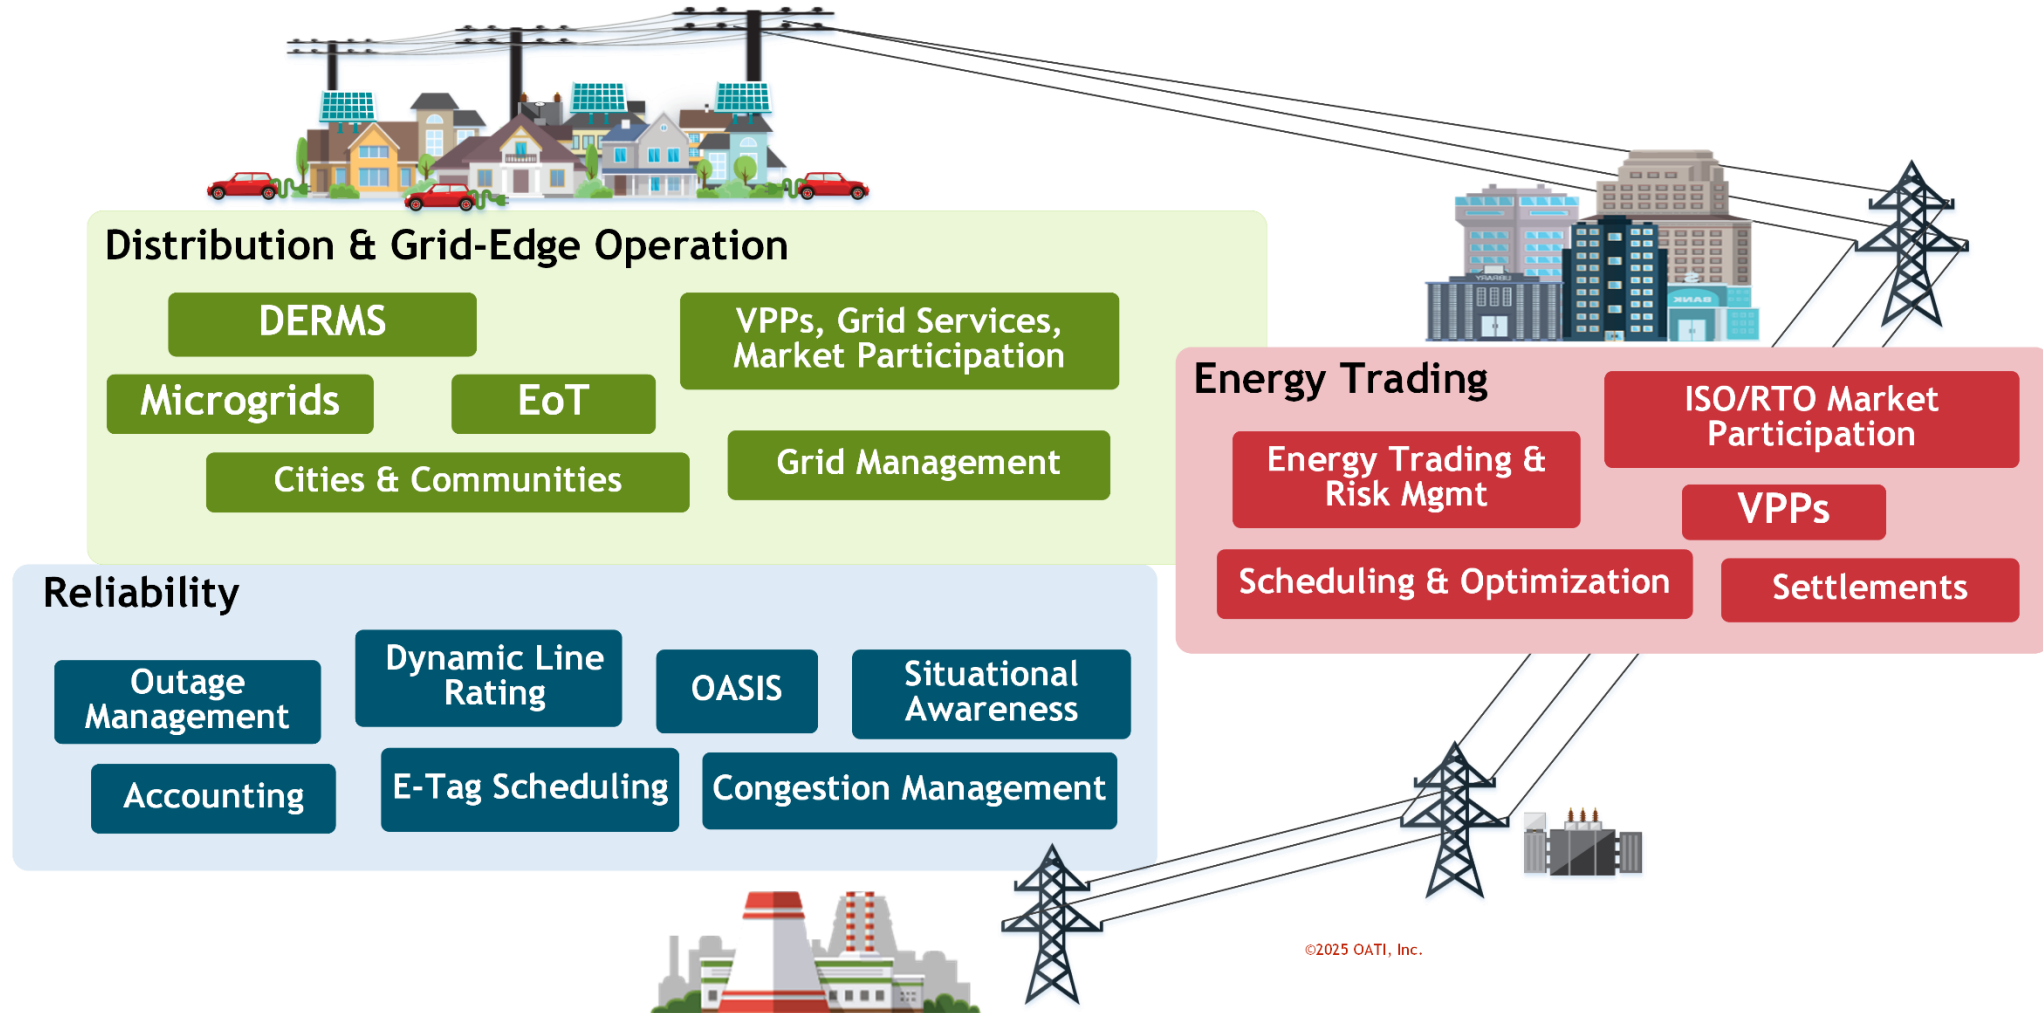 Distribution & Grid-Edge Operation
DERMS
VPPs, Grid Services,
Market Participation
Microgrids
EoT
Cities & Communities
Grid Management
Energy Trading
ISO/RTO Market
Participation
Energy Trading &
Risk Mgmt
VPPs
Scheduling & Optimization
Settlements
Reliability
Outage
Management
Dynamic Line
Rating
OASIS
Situational
Awareness
Accounting
E-Tag Scheduling
Congestion Management
LIBRARY
BANK
©2025 OATI, Inc.